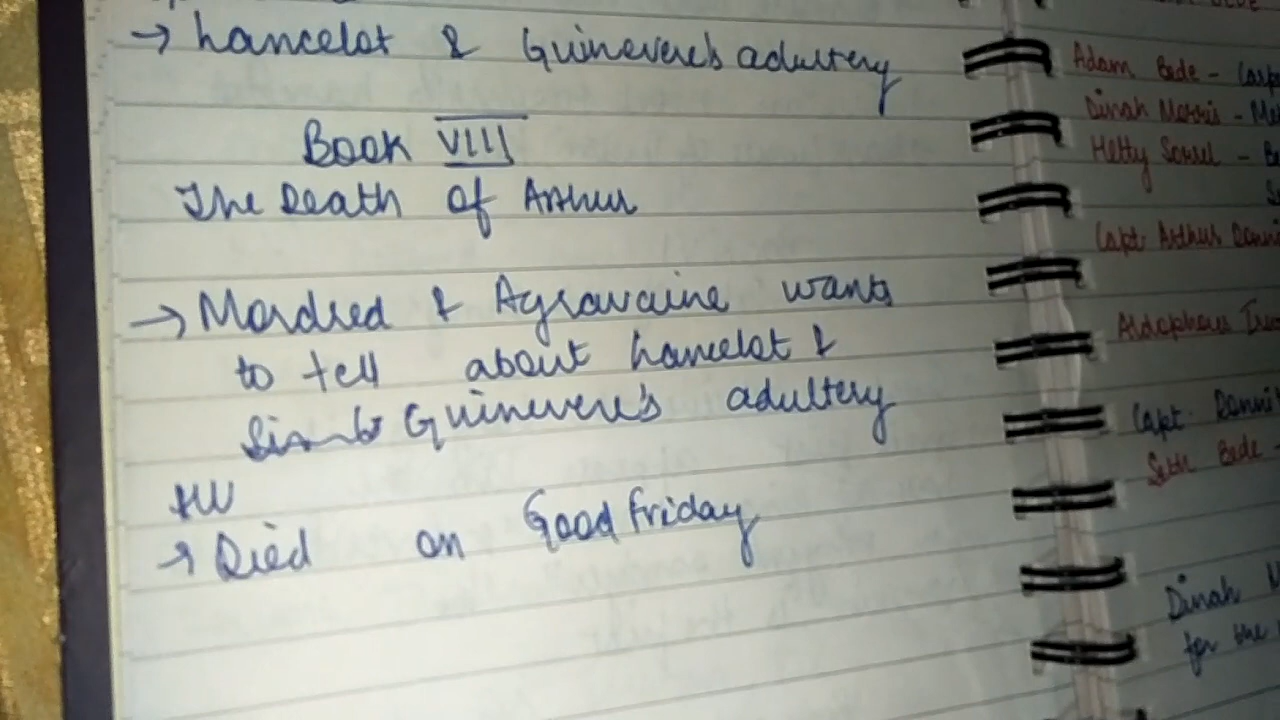 → Lancelot & Guinevere's adultery
Book VIII
The Death of Arthur
→ Mordred & Agravaine wants
to tell about Lancelot &
Guinevere's adultery
HW
→ Died on Good Friday
Adam Bede -
Dinah Morris -
Hetty Sorrel -
Capt. Arthur
Capt.
Seth Bede -
Dinah
for the